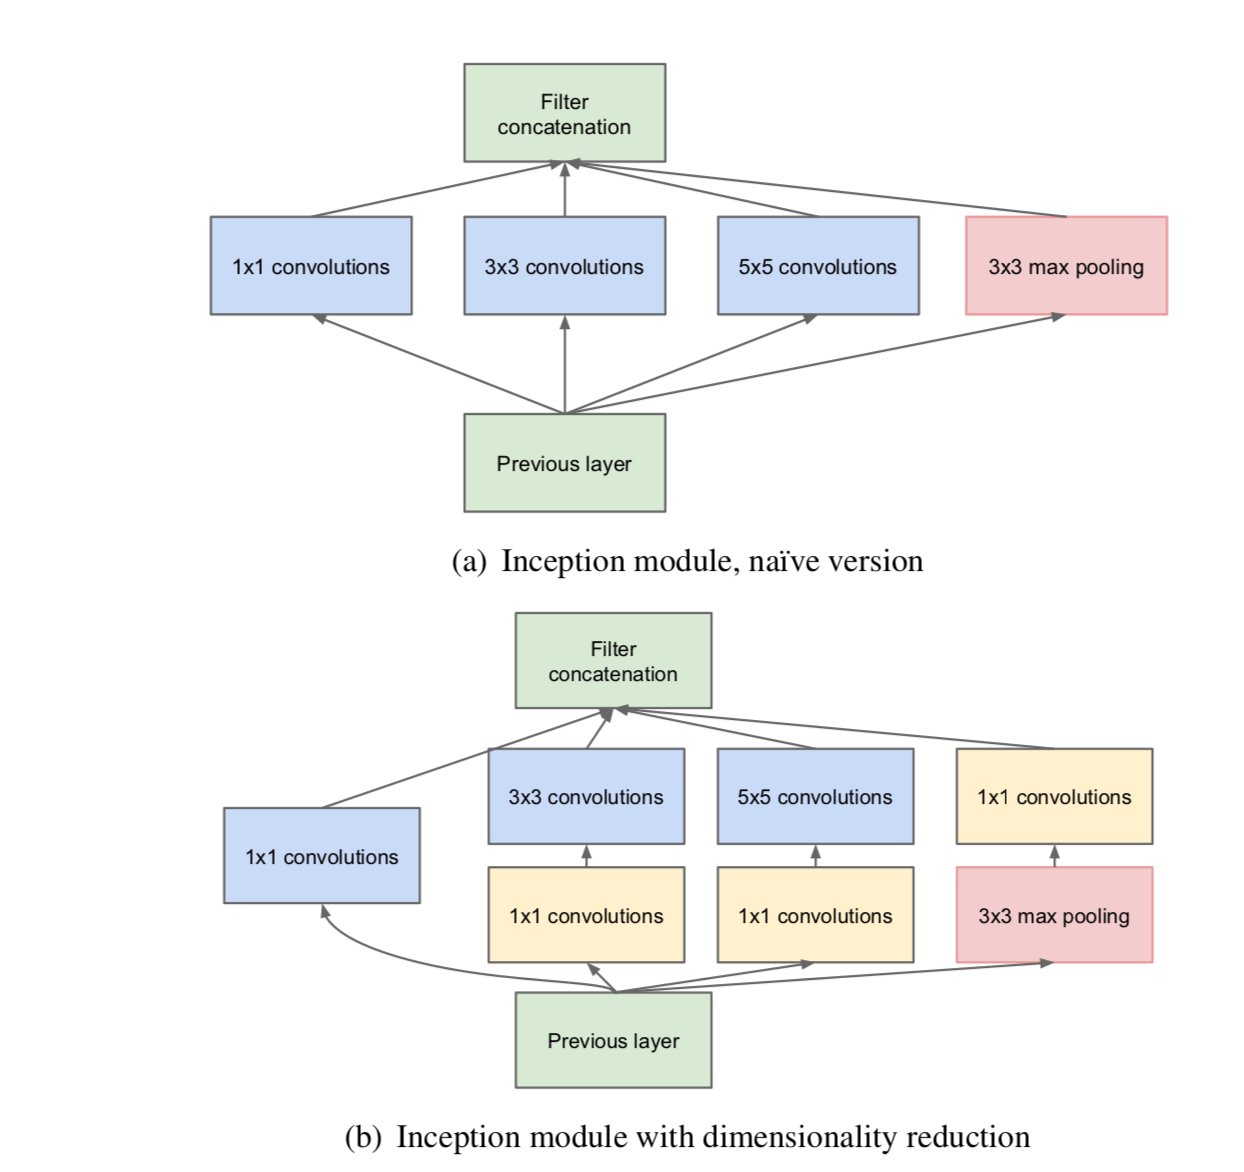 Filter
concatenation
1x1 convolutions
3x3 convolutions
5x5 convolutions
3x3 max pooling
Previous layer
(a) Inception module, naïve version
Filter
concatenation
3x3 convolutions
5x5 convolutions
1x1 convolutions
1x1 convolutions
1x1 convolutions
1x1 convolutions
3x3 max pooling
Previous layer
(b) Inception module with dimensionality reduction